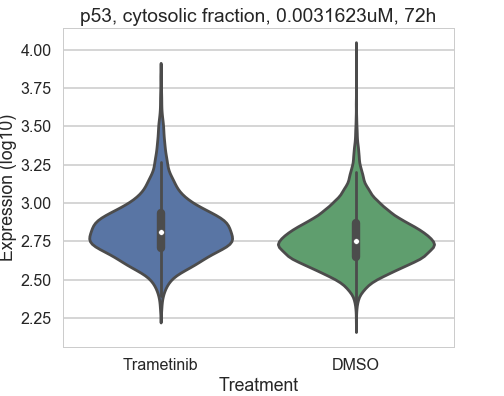 p53, cytosolic fraction, 0.0031623uM, 72h
Expression (log10)
4.00
3.75
3.50
3.25
3.00
2.75
2.50
2.25
Trametinib DMSO
Treatment